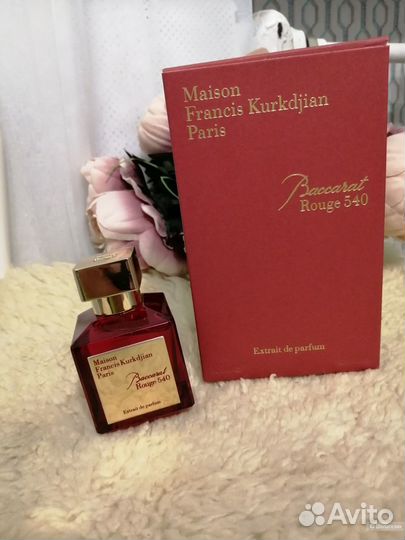 Maison
Francis Kurkdjian
Paris
Baccarat
Rouge 540
Extrait de parfum
Maison
Francis Kurkdjian
Paris
Baccarat
Rouge 540
Extrait de parfum
Avito